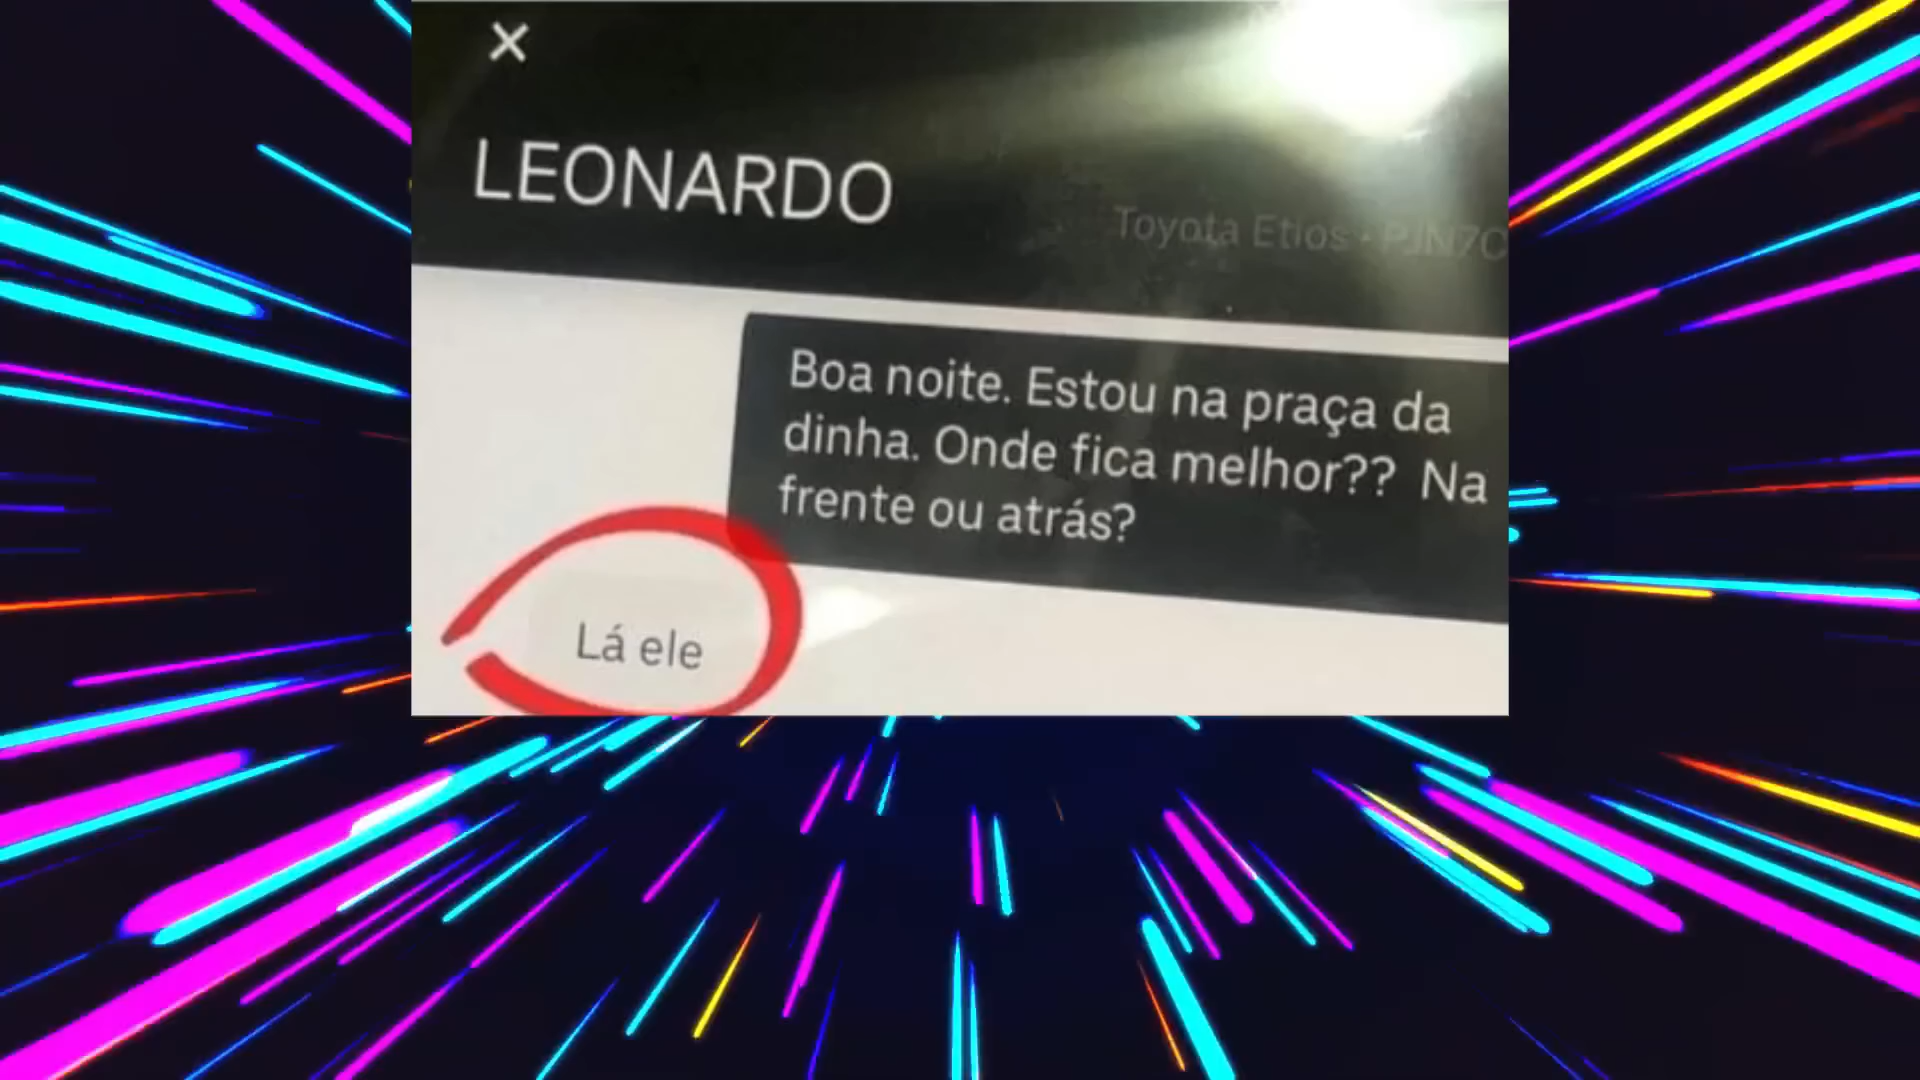 LEONARDO
Toyota Etios · PJN7C
Boa noite. Estou na praça da
dinha. Onde fica melhor?? Na
frente ou atrás?
Lá ele